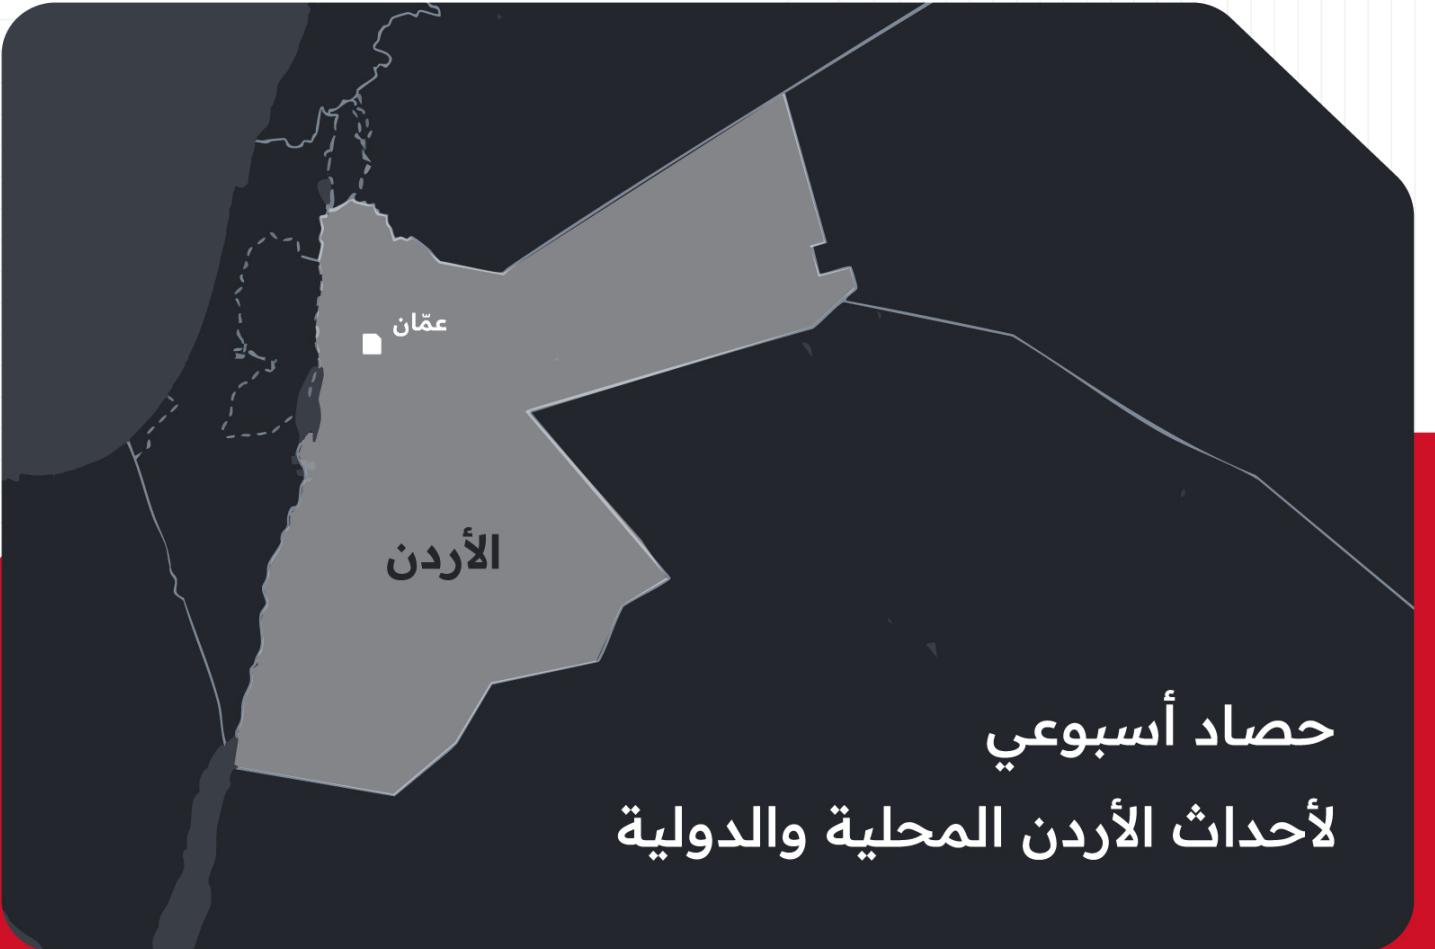 عمّان
الأردن
حصاد أسبوعي
لأحداث الأردن المحلية والدولية